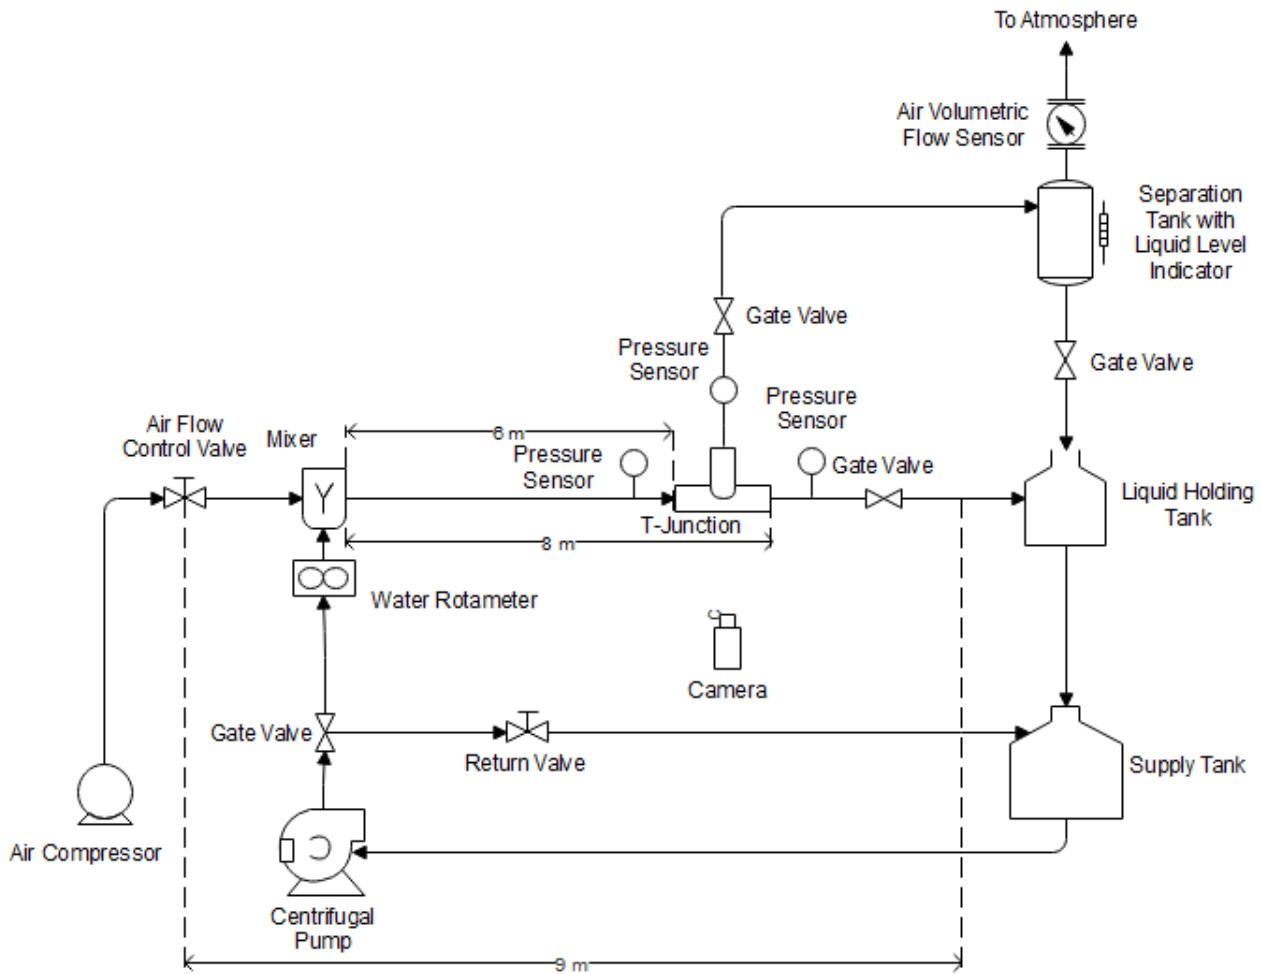 To Atmosphere
Air Volumetric
Flow Sensor
Separation
Tank with
Liquid Level
Indicator
Gate Valve
Pressure
Sensor
Gate Valve
Pressure
Sensor
Air Flow
Control Valve
Mixer
6 m
Pressure
Sensor
Gate Valve
Liquid Holding
Tank
T-Junction
8 m
Water Rotameter
Camera
Gate Valve
Return Valve
Supply Tank
Air Compressor
Centrifugal
Pump
9 m